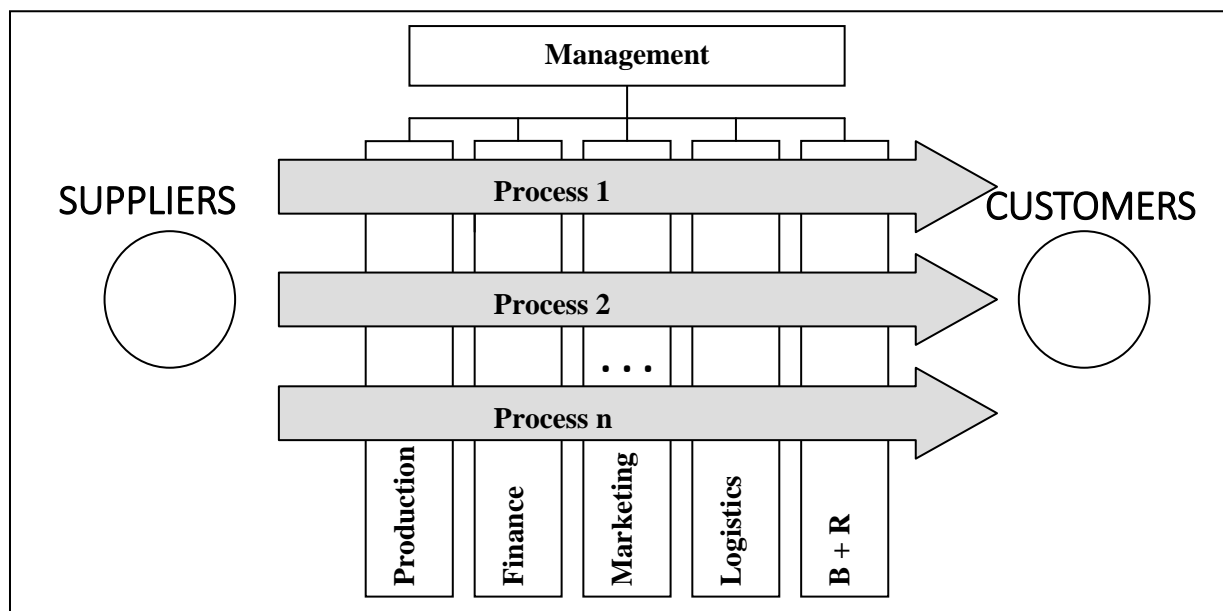 Management
Process 1
SUPPLIERS
CUSTOMERS
Process 2
. . .
Process n
Production
Finance
Marketing
Logistics
B + R